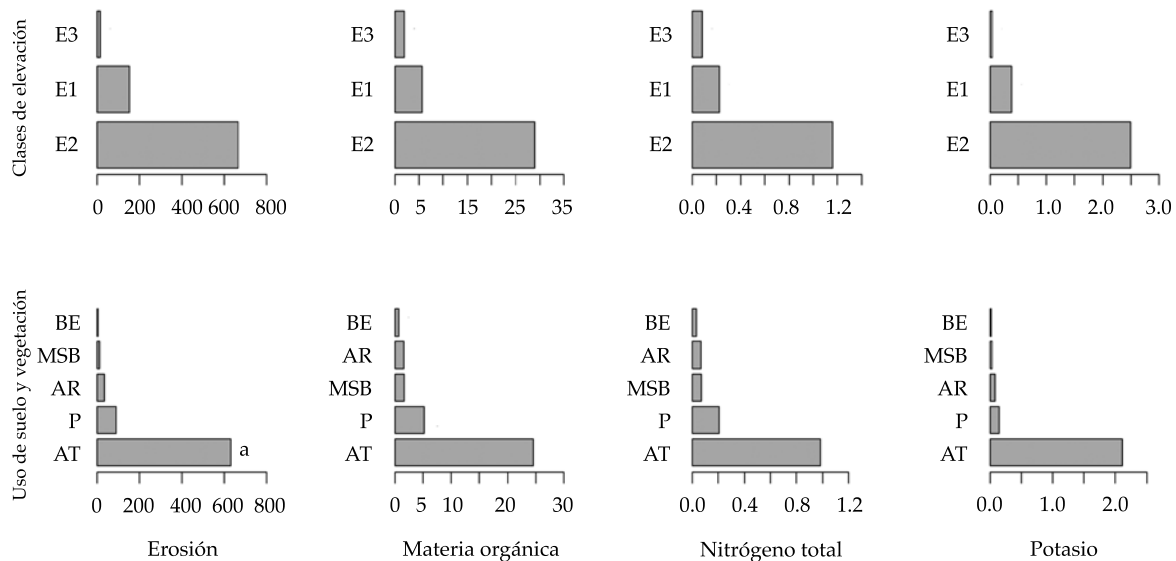 Clases de elevación
E3
E1
E2
0 200 400 600 800
E3
E1
E2
0 5 15 25 35
E3
E1
E2
0.0 0.4 0.8 1.2
E3
E1
E2
0.0 1.0 2.0 3.0
Uso de suelo y vegetación
BE
MSB
AR
P
AT
a
0 200 400 600 800
Erosión
BE
AR
MSB
P
AT
0 5 10 20 30
Materia orgánica
BE
AR
MSB
P
AT
0.0 0.4 0.8 1.2
Nitrógeno total
BE
MSB
AR
P
AT
0.0 1.0 2.0
Potasio